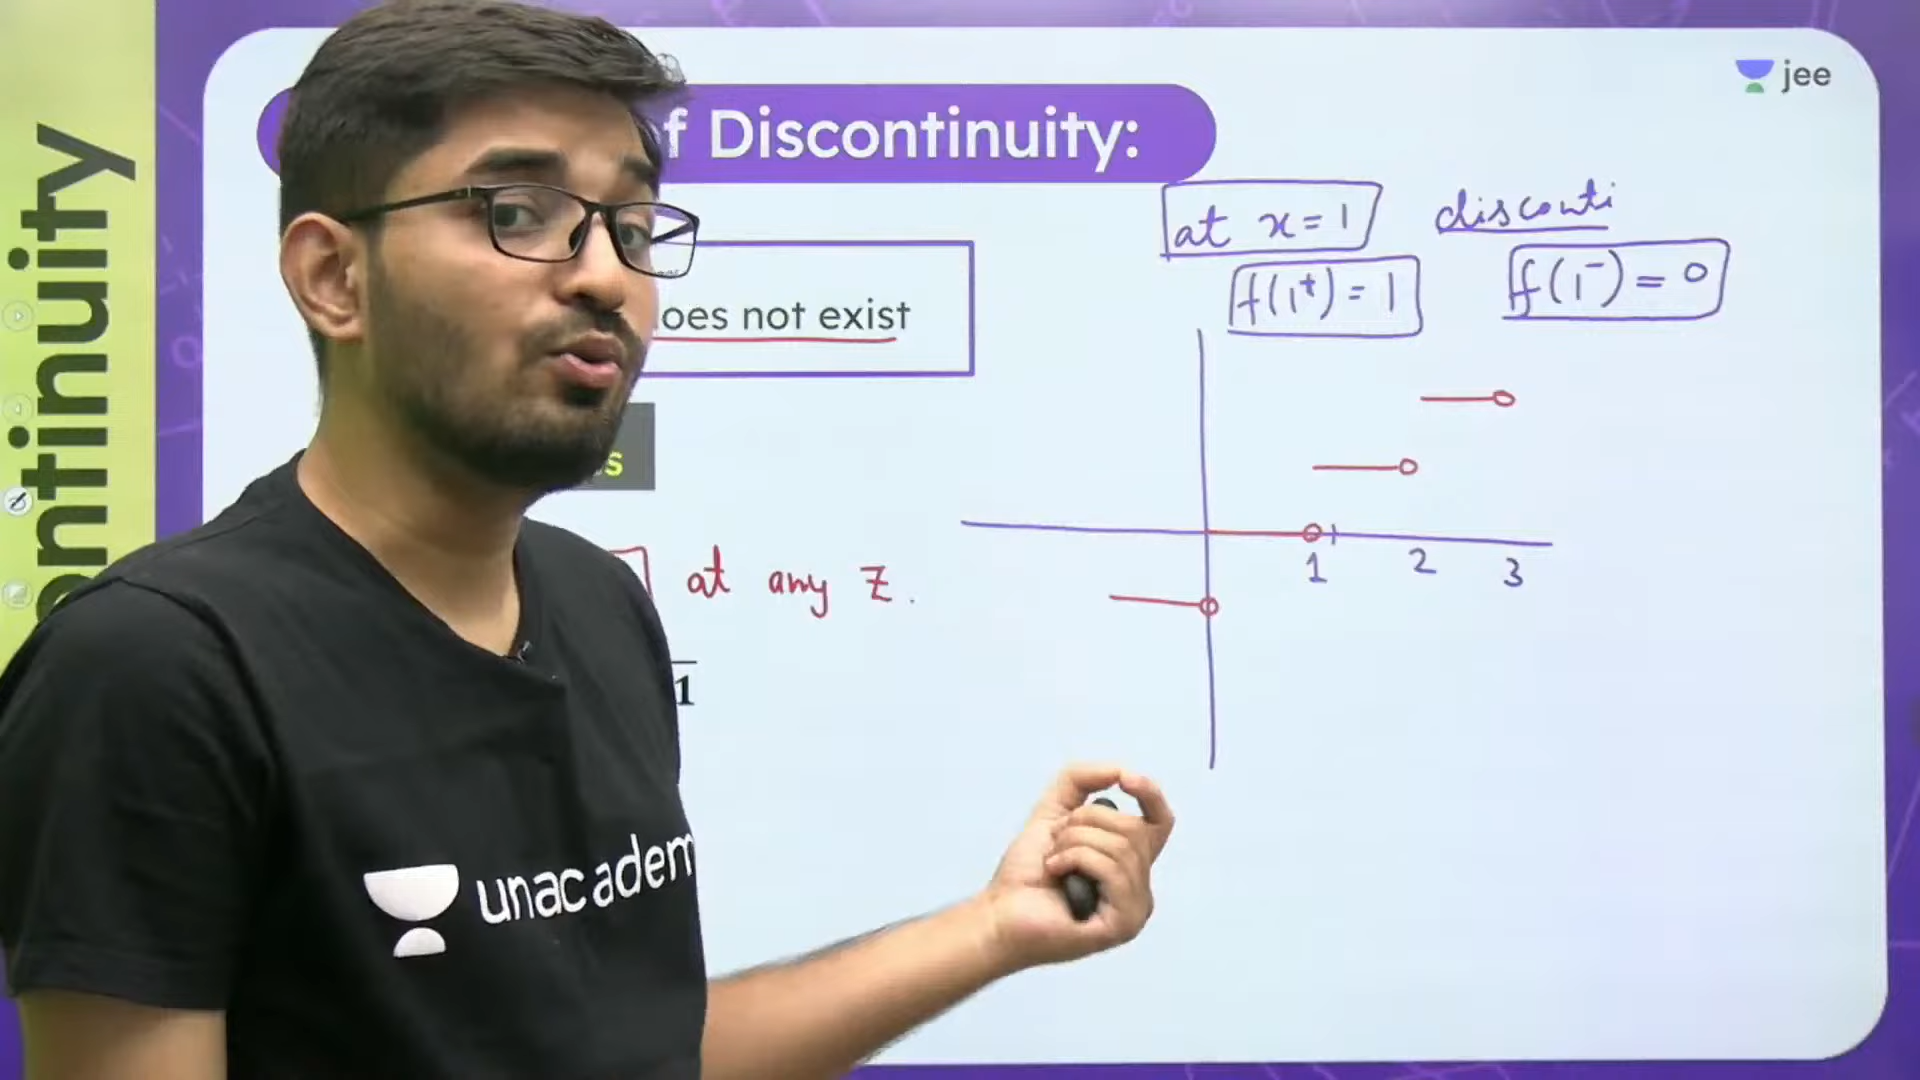 ontinuity
jee
f Discontinuity:
at x = 1 disconti
f(1⁺) = 1 f(1⁻) = 0
oes not exist
s
1 2 3
at any Z.
1
unacadem